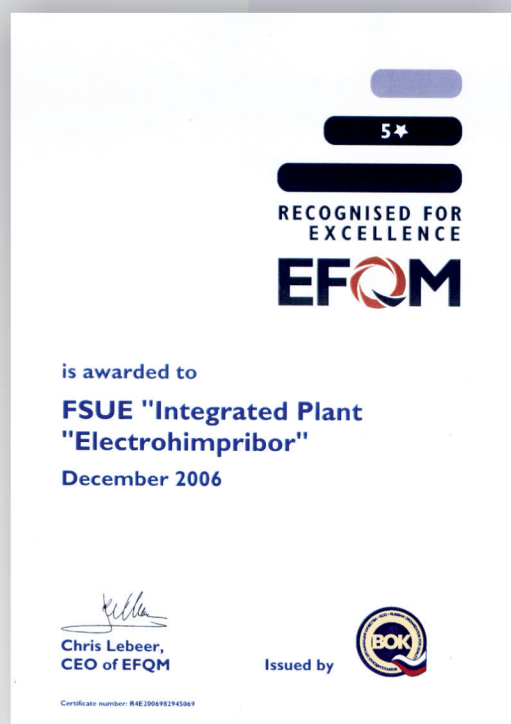 5★
RECOGNISED FOR
EXCELLENCE
EFQM
is awarded to
FSUE "Integrated Plant
"Electrohimpribor"
December 2006
Chris Lebeer,
CEO of EFQM
Issued by
ВОК
Certificate number: R4E2006982945069